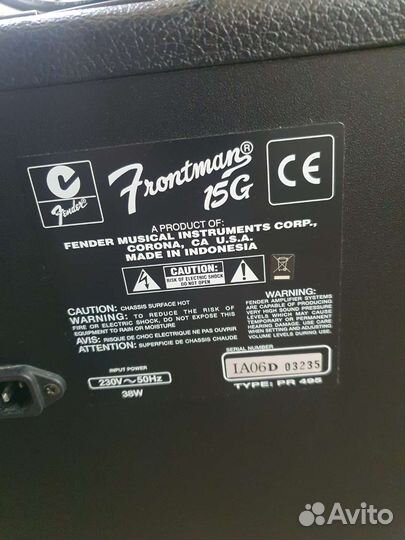 Fender
Frontman®
15G
CE
A PRODUCT OF:
FENDER MUSICAL INSTRUMENTS CORP.,
CORONA, CA U.S.A.
MADE IN INDONESIA
CAUTION:
RISK OF ELECTRIC SHOCK
DO NOT OPEN
CAUTION: CHASSIS SURFACE HOT
WARNING: TO REDUCE THE RISK OF
FIRE OR ELECTRIC SHOCK, DO NOT EXPOSE THIS
EQUIPMENT TO RAIN OR MOISTURE
AVIS: RISQUE DE CHOC ELECTRIQUE NE PAS OUVRIR
ATTENTION: SUPERFICIE DE CHASSIS CHAUDE
WARNING:
FENDER AMPLIFIER SYSTEMS
ARE CAPABLE OF PRODUCING
VERY HIGH SOUND PRESSURE
LEVELS WHICH MAY CAUSE
TEMPORARY OR PERMANENT
HEARING DAMAGE. USE CARE
WHEN SETTING AND ADJUSTING
VOLUME LEVELS DURING USE.
INPUT POWER
230V~50Hz
38W
SERIAL NUMBER
IA06D 03235
TYPE: PR 495
Avito